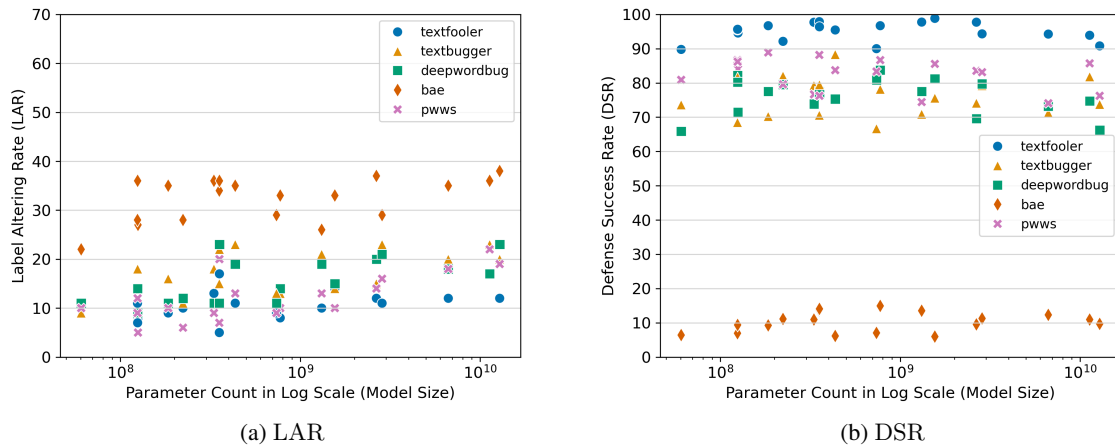 70
60
50
40
30
20
10
0
Label Altering Rate (LAR)
textfooler
textbugger
deepwordbug
bae
pwws
10^8
10^9
10^10
Parameter Count in Log Scale (Model Size)
(a) LAR
100
90
80
70
60
50
40
30
20
10
0
Defense Success Rate (DSR)
textfooler
textbugger
deepwordbug
bae
pwws
10^8
10^9
10^10
Parameter Count in Log Scale (Model Size)
(b) DSR